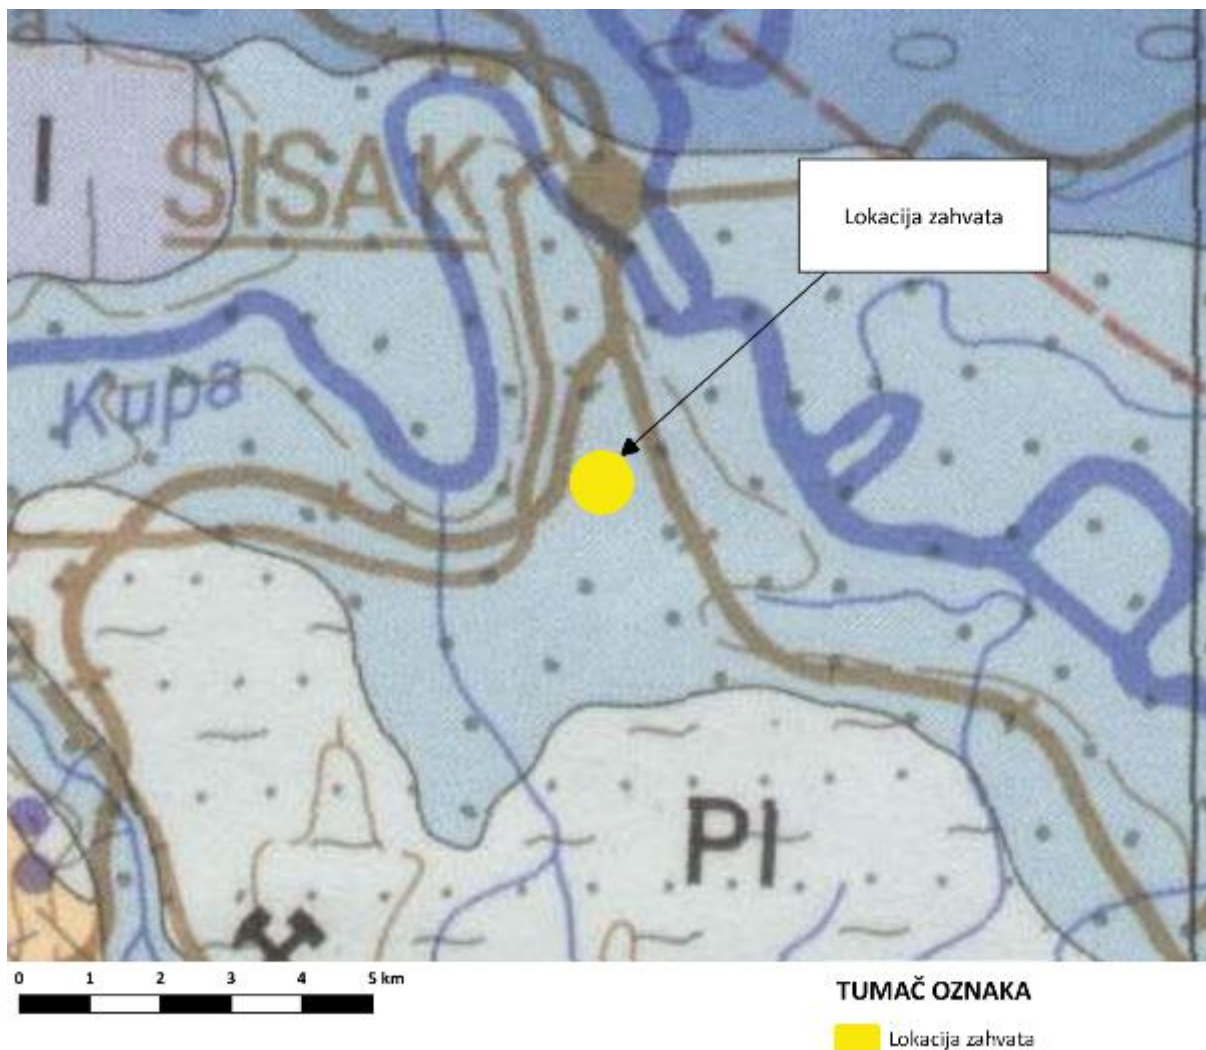 I
SISAK
Lokacija zahvata
Kupa
Pl
0 1 2 3 4 5 km
TUMAČ OZNAKA
Lokacija zahvata